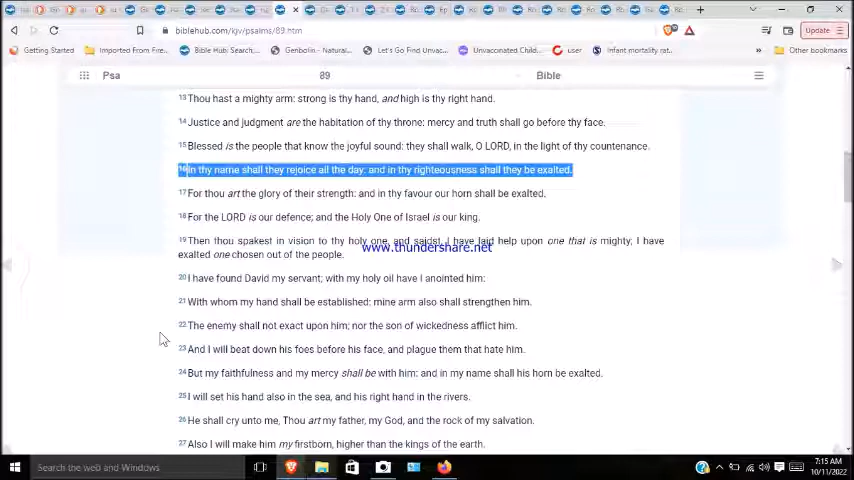 biblehub.com/kjv/psalms/89.htm
Update
Getting Started
Imported From Fire...
Bible Hub: Search,...
Genbolin - Natural...
Let's Go Find Unvac...
Unvaccinated Child...
user
Infant mortality rat...
Other bookmarks
Psa
89
Bible
13 Thou hast a mighty arm: strong is thy hand, and high is thy right hand.
14 Justice and judgment are the habitation of thy throne: mercy and truth shall go before thy face.
15 Blessed is the people that know the joyful sound: they shall walk, O LORD, in the light of thy countenance.
16 In thy name shall they rejoice all the day: and in thy righteousness shall they be exalted.
17 For thou art the glory of their strength: and in thy favour our horn shall be exalted.
18 For the LORD is our defence; and the Holy One of Israel is our king.
19 Then thou spakest in vision to thy holy one, and saidst, I have laid help upon one that is mighty; I have
www.thundershare.net
exalted one chosen out of the people.
20 I have found David my servant; with my holy oil have I anointed him:
21 With whom my hand shall be established: mine arm also shall strengthen him.
22 The enemy shall not exact upon him; nor the son of wickedness afflict him.
23 And I will beat down his foes before his face, and plague them that hate him.
24 But my faithfulness and my mercy shall be with him: and in my name shall his horn be exalted.
25 I will set his hand also in the sea, and his right hand in the rivers.
26 He shall cry unto me, Thou art my father, my God, and the rock of my salvation.
27 Also I will make him my firstborn, higher than the kings of the earth.
Search the web and Windows
7:15 AM
10/11/2022